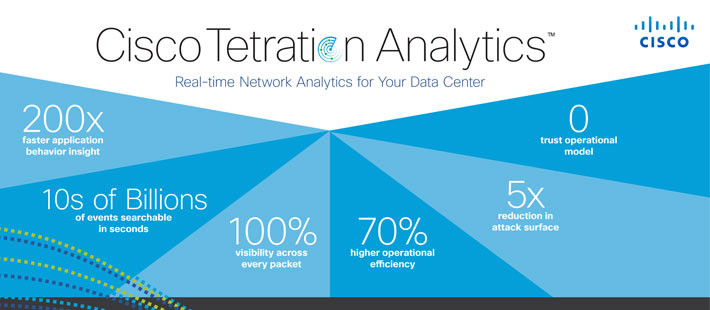 Cisco Tetration Analytics™
CISCO
Real-time Network Analytics for Your Data Center
200x
faster application
behavior insight
10s of Billions
of events searchable
in seconds
100%
visibility across
every packet
70%
higher operational
efficiency
5x
reduction in
attack surface
0
trust operational
model